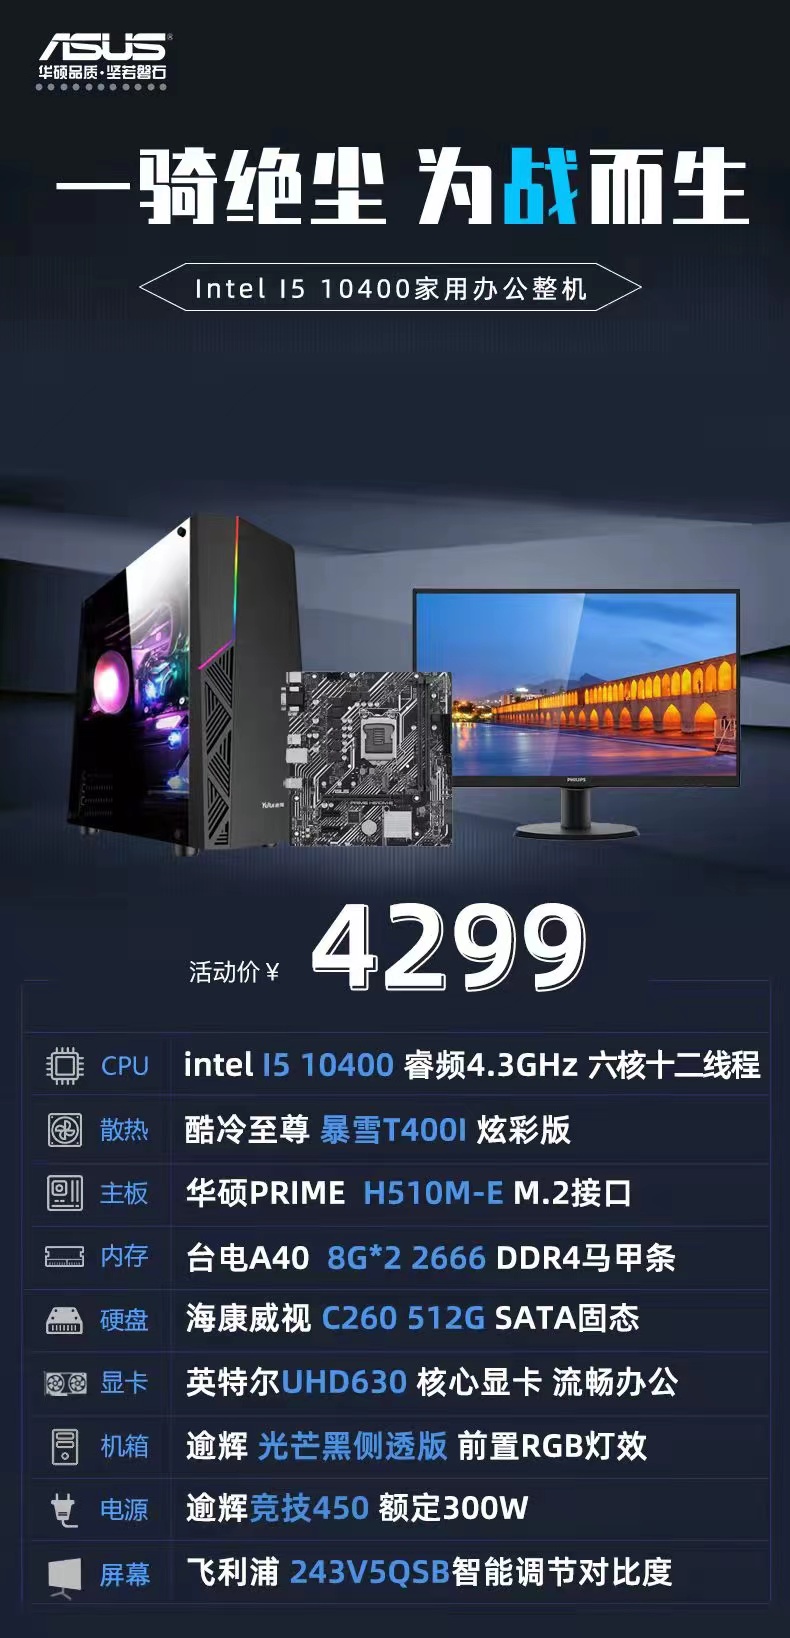 ASUS®
华硕品质·坚若磐石
一骑绝尘 为战而生
Intel I5 10400家用办公整机
PHILIPS
活动价¥ 4299
CPU intel I5 10400 睿频4.3GHz 六核十二线程
散热 酷冷至尊 暴雪T400I 炫彩版
主板 华硕PRIME H510M-E M.2接口
内存 台电A40 8G*2 2666 DDR4马甲条
硬盘 海康威视 C260 512G SATA固态
显卡 英特尔UHD630 核心显卡 流畅办公
机箱 逾辉 光芒黑侧透版 前置RGB灯效
电源 逾辉竞技450 额定300W
屏幕 飞利浦 243V5QSB智能调节对比度